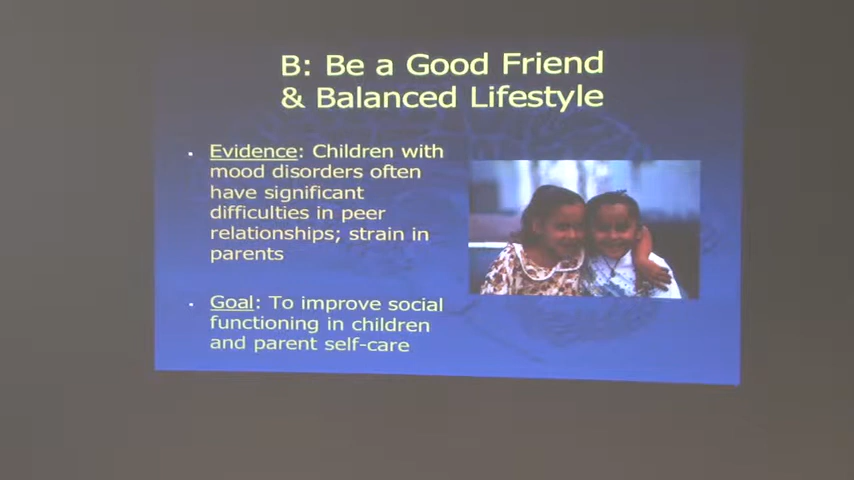 B: Be a Good Friend
& Balanced Lifestyle
Evidence: Children with
mood disorders often
have significant
difficulties in peer
relationships; strain in
parents
Goal: To improve social
functioning in children
and parent self-care